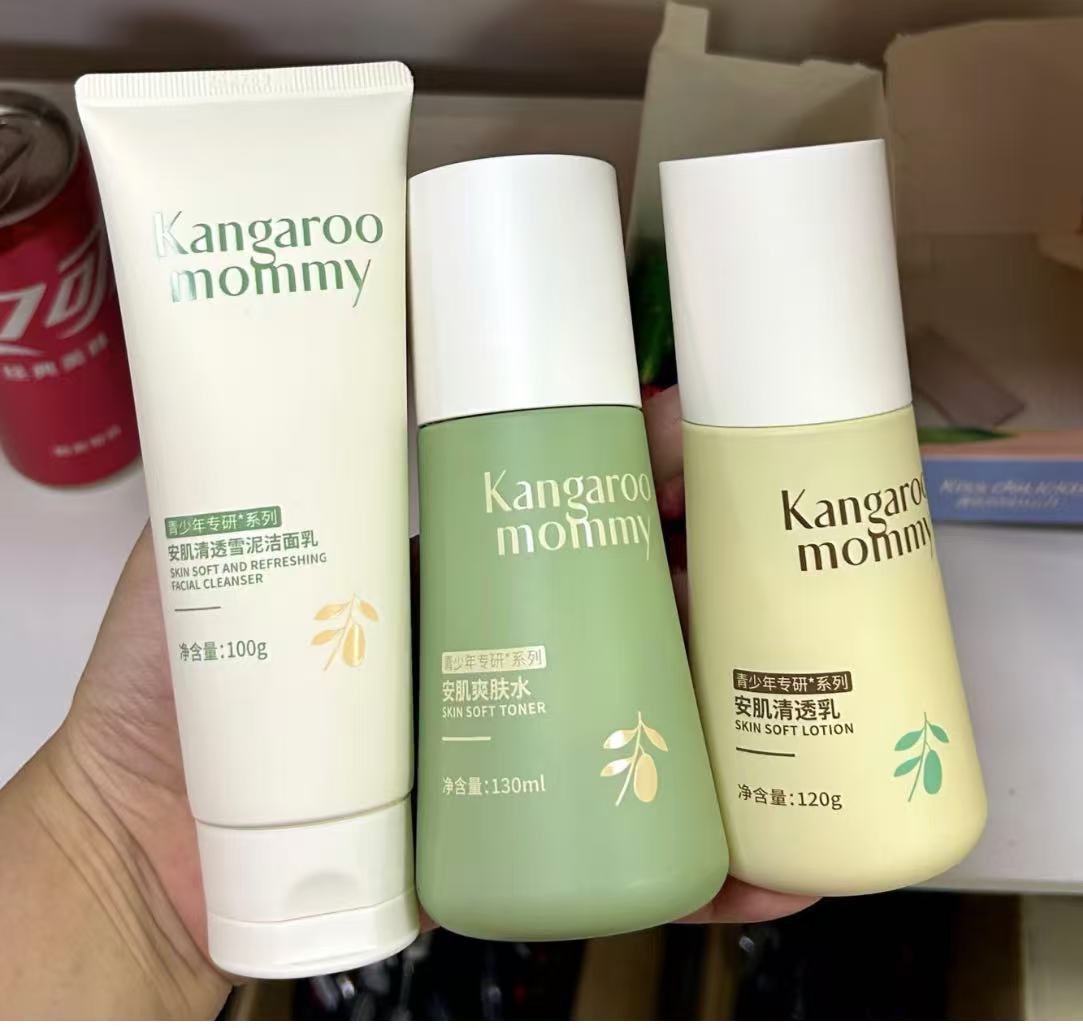 Kangaroo
mommy
青少年专研*系列
安肌清透雪泥洁面乳
SKIN SOFT AND REFRESHING
FACIAL CLEANSER
净含量:100g
Kangaroo
mommy
青少年专研*系列
安肌爽肤水
SKIN SOFT TONER
净含量:130ml
Kangaroo
mommy
青少年专研*系列
安肌清透乳
SKIN SOFT LOTION
净含量:120g